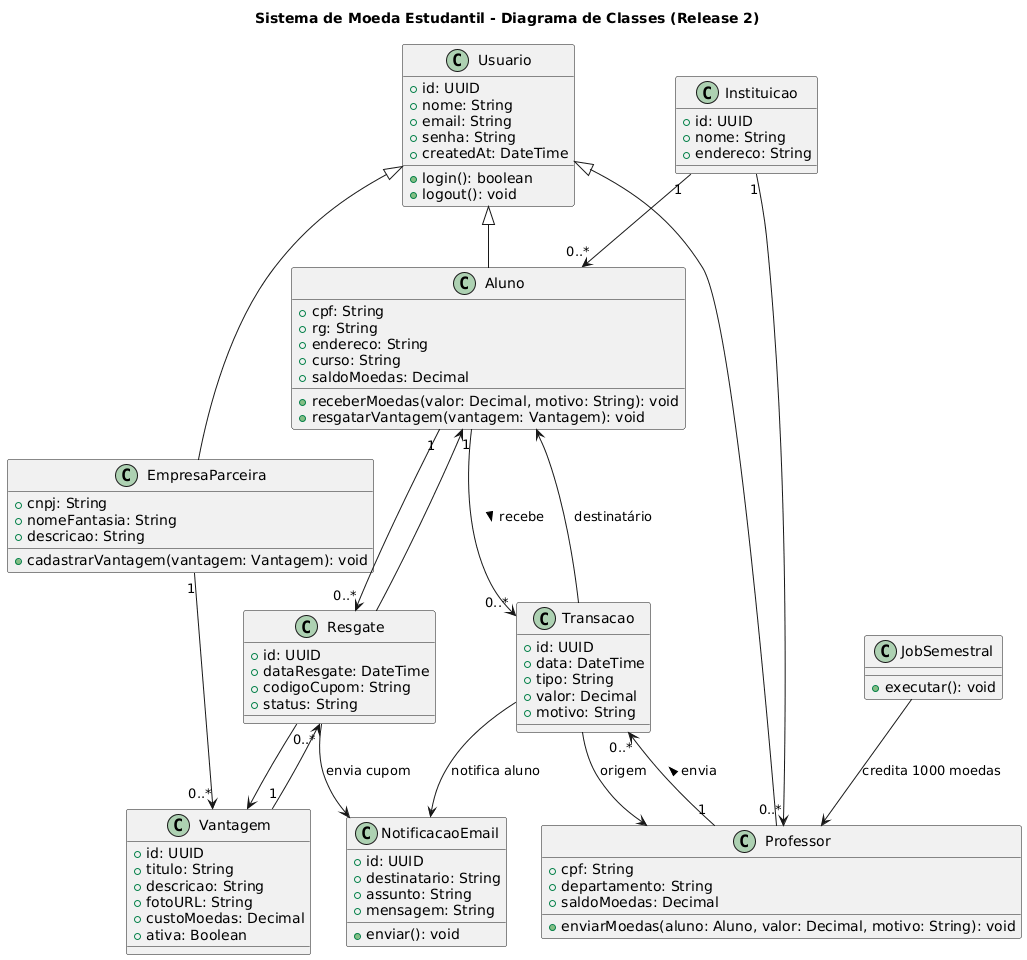 Sistema de Moeda Estudantil - Diagrama de Classes (Release 2)
C Usuario
id: UUID
nome: String
email: String
senha: String
createdAt: DateTime
login(): boolean
logout(): void
C Instituicao
id: UUID
nome: String
endereco: String
1
1
0..*
C Aluno
cpf: String
rg: String
endereco: String
curso: String
saldoMoedas: Decimal
receberMoedas(valor: Decimal, motivo: String): void
resgatarVantagem(vantagem: Vantagem): void
1
1
C EmpresaParceira
cnpj: String
nomeFantasia: String
descricao: String
cadastrarVantagem(vantagem: Vantagem): void
recebe
destinatário
1
0..*
0..*
C Resgate
id: UUID
dataResgate: DateTime
codigoCupom: String
status: String
C Transacao
id: UUID
data: DateTime
tipo: String
valor: Decimal
motivo: String
C JobSemestral
executar(): void
0..*
0..*
envia cupom
notifica aluno
origem
envia
credita 1000 moedas
0..*
1
1
0..*
C Vantagem
id: UUID
titulo: String
descricao: String
fotoURL: String
custoMoedas: Decimal
ativa: Boolean
C NotificacaoEmail
id: UUID
destinatario: String
assunto: String
mensagem: String
enviar(): void
C Professor
cpf: String
departamento: String
saldoMoedas: Decimal
enviarMoedas(aluno: Aluno, valor: Decimal, motivo: String): void